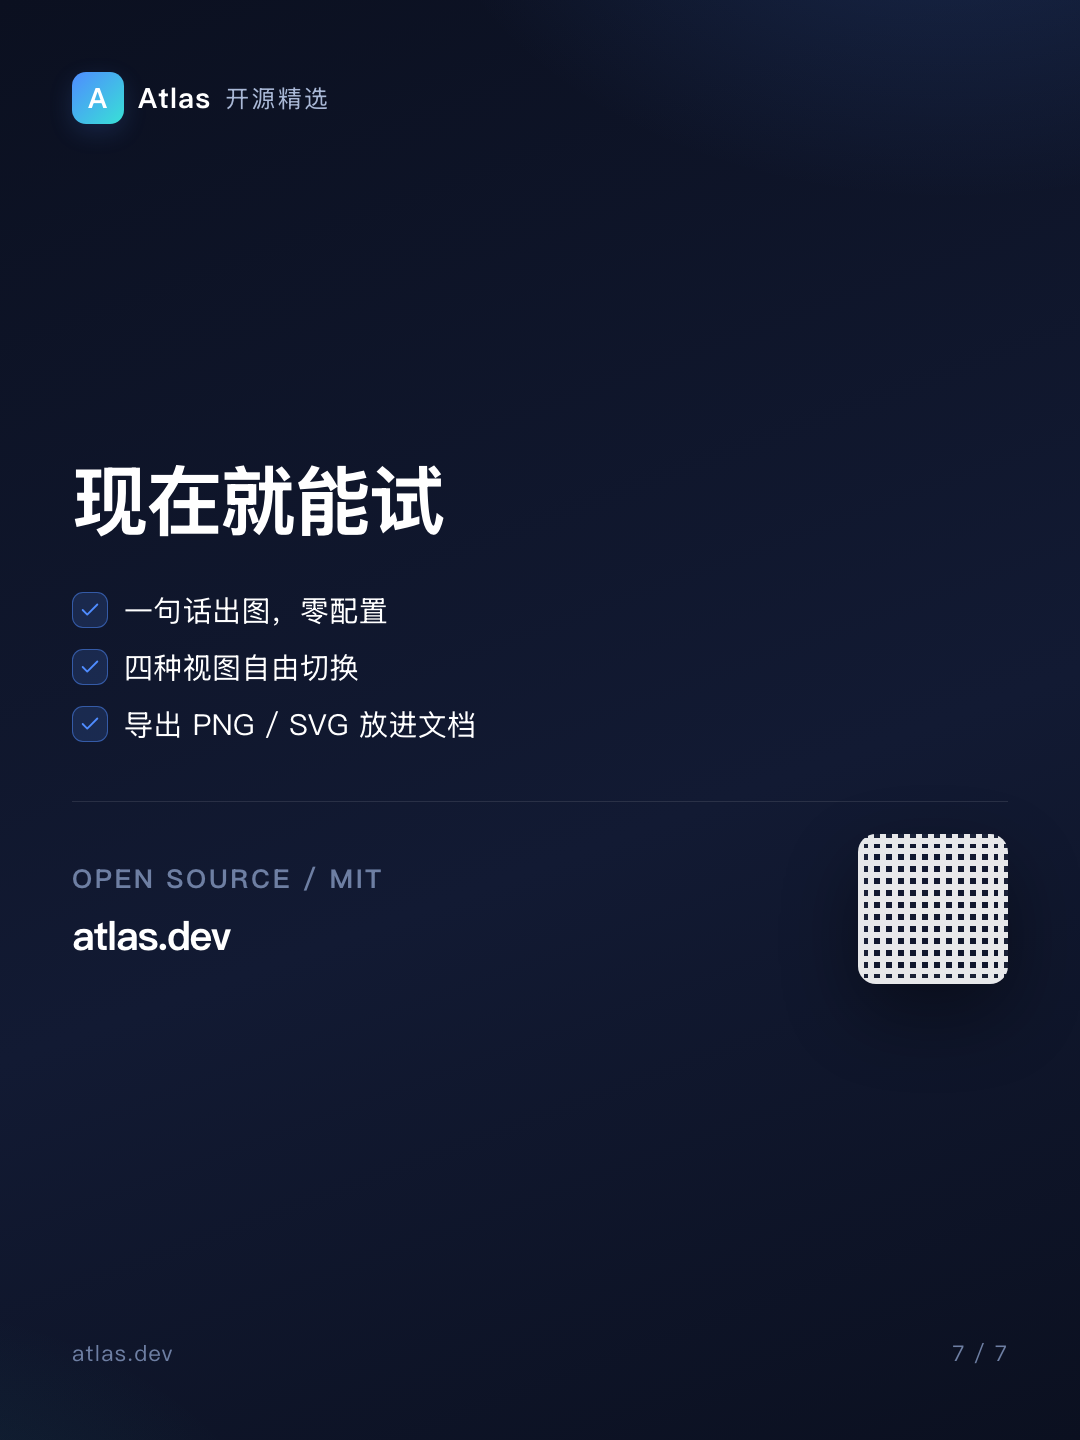 A Atlas 开源精选
现在就能试
一句话出图，零配置
四种视图自由切换
导出 PNG / SVG 放进文档
OPEN SOURCE / MIT
atlas.dev
atlas.dev
7 / 7